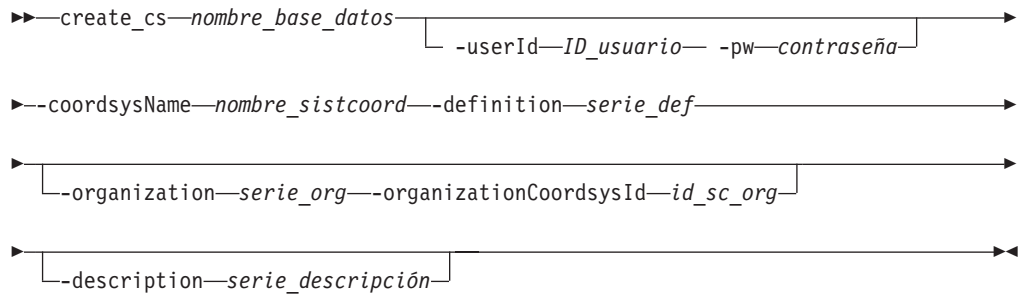 create_cs nombre_base_datos
-userId ID_usuario -pw contraseña
-coordsysName nombre_sistcoord -definition serie_def
-organization serie_org -organizationCoordsysId id_sc_org
-description serie_descripción